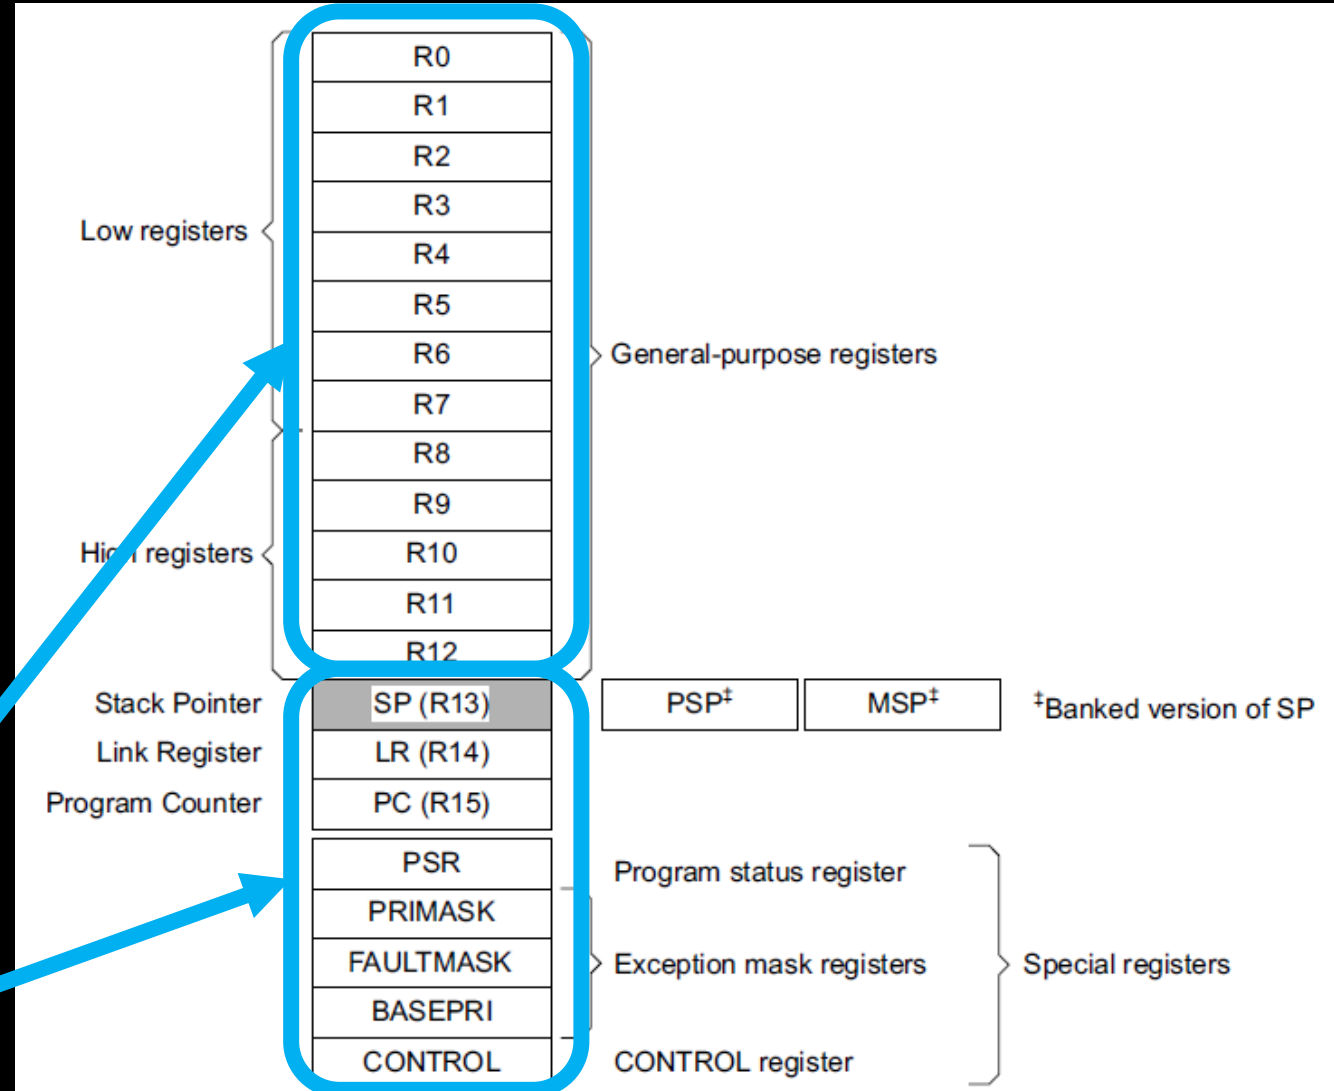 R0
R1
R2
R3
Low registers
R4
R5
R6
General-purpose registers
R7
R8
R9
High registers
R10
R11
R12
Stack Pointer
SP (R13)
PSP‡
MSP‡
‡Banked version of SP
Link Register
LR (R14)
Program Counter
PC (R15)
PSR
Program status register
PRIMASK
FAULTMASK
Exception mask registers
Special registers
BASEPRI
CONTROL
CONTROL register